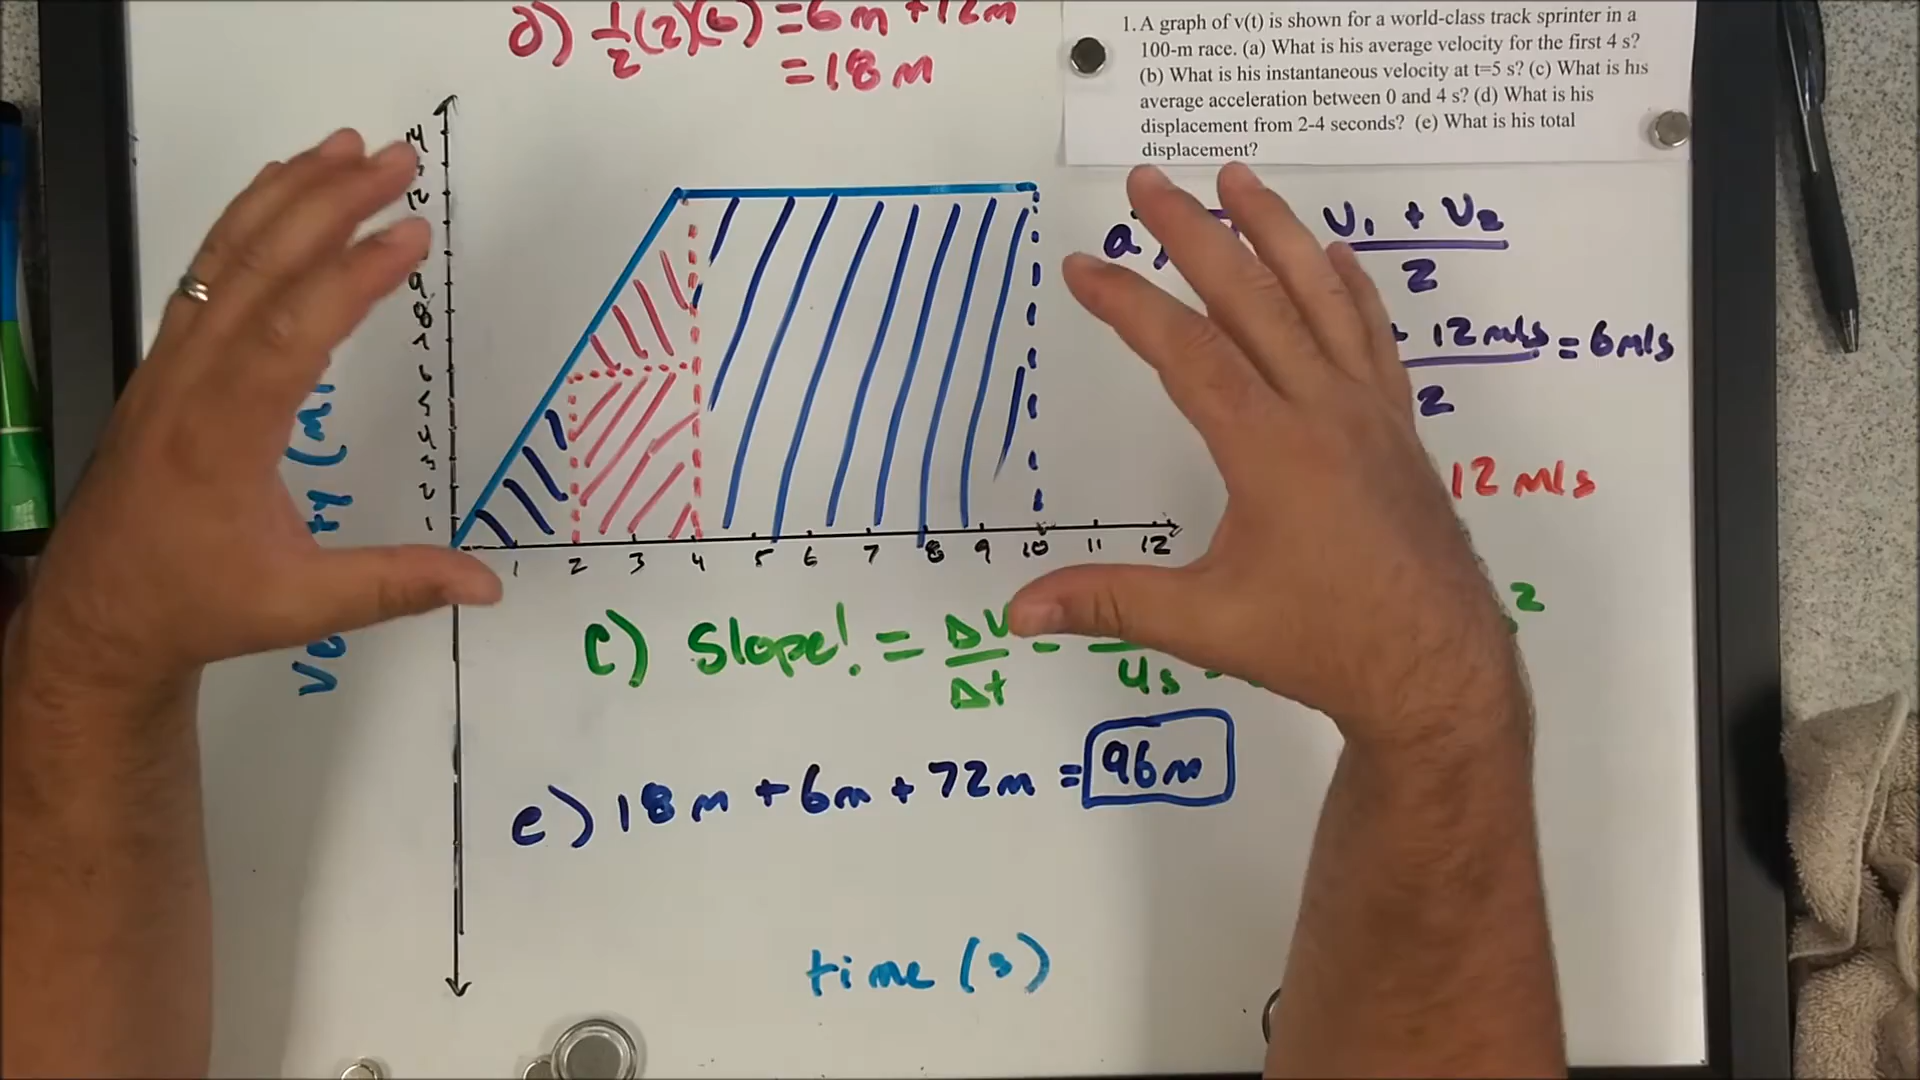 d) 1/2 (2)(6) = 6m + 12m
= 18m
1. A graph of v(t) is shown for a world-class track sprinter in a
100-m race. (a) What is his average velocity for the first 4 s?
(b) What is his instantaneous velocity at t=5 s? (c) What is his
average acceleration between 0 and 4 s? (d) What is his
displacement from 2-4 seconds? (e) What is his total
displacement?
a)
V₁ + V₂
2
12 m/s = 6 m/s
2
12 m/s
14
12
9
8
7
6
5
4
3
2
1
1 2 3 4 5 6 7 8 9 10 11 12
c) Slope! = ΔV
Δt
4s
2
e) 18m + 6m + 72m = 96m
time (s)